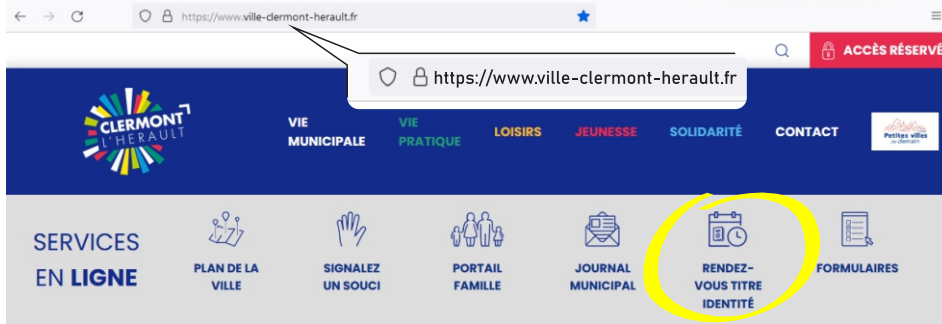 https://www.ville-clermont-herault.fr
ACCÈS RÉSERVÉ
https://www.ville-clermont-herault.fr
CLERMONT
L'HERAULT
VIE
MUNICIPALE
VIE
PRATIQUE
LOISIRS
JEUNESSE
SOLIDARITÉ
CONTACT
Petites villes
de demain
SERVICES
EN LIGNE
PLAN DE LA
VILLE
SIGNALEZ
UN SOUCI
PORTAIL
FAMILLE
JOURNAL
MUNICIPAL
RENDEZ-
VOUS TITRE
IDENTITÉ
FORMULAIRES